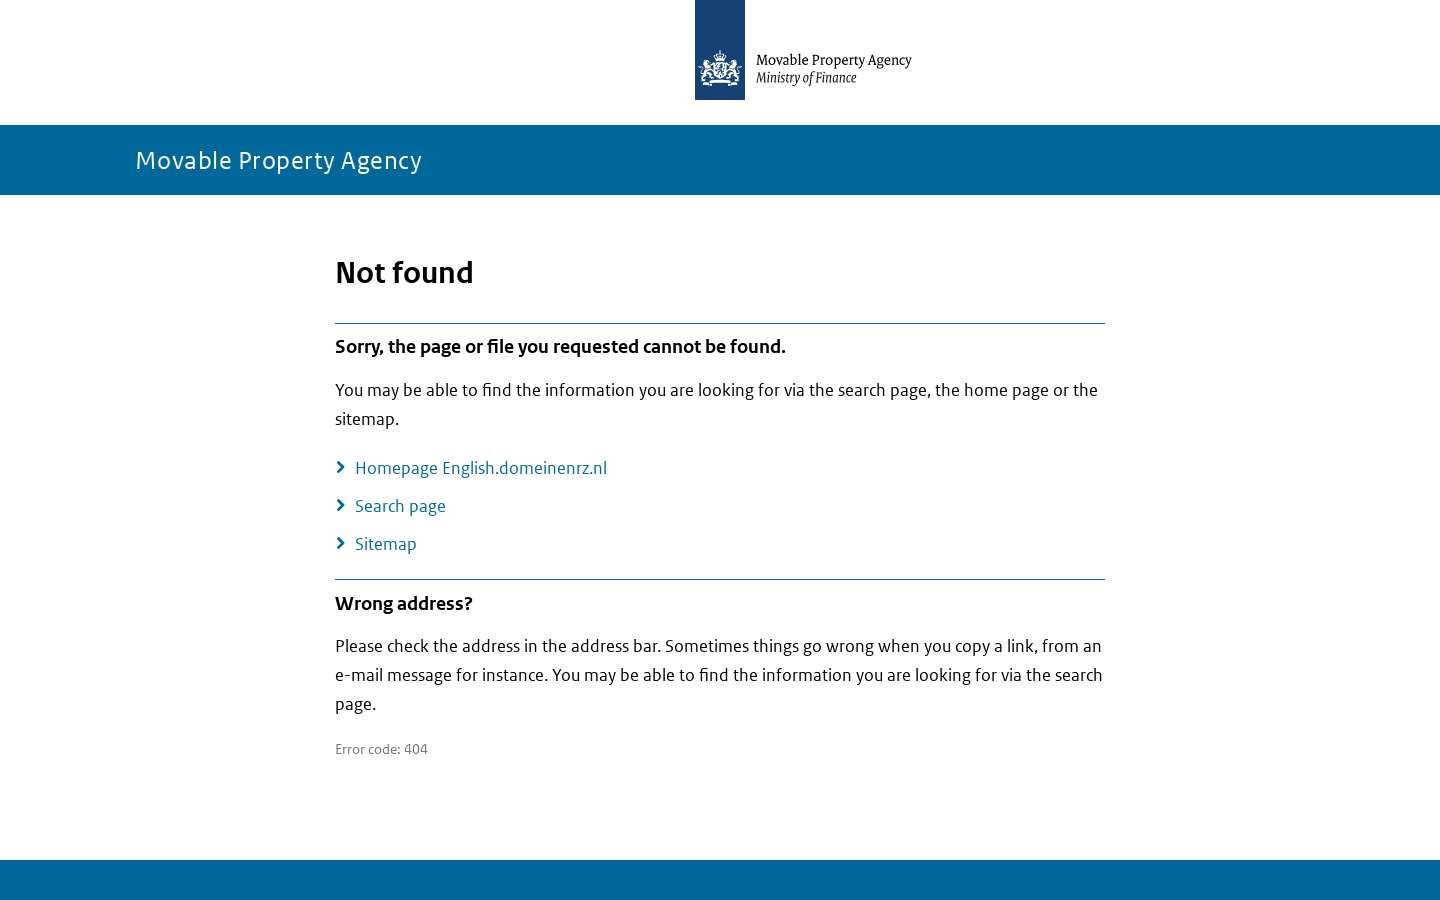 Movable Property Agency
Ministry of Finance
Movable Property Agency
Not found
Sorry, the page or file you requested cannot be found.
You may be able to find the information you are looking for via the search page, the home page or the
sitemap.
Homepage English.domeinenrz.nl
Search page
Sitemap
Wrong address?
Please check the address in the address bar. Sometimes things go wrong when you copy a link, from an
e-mail message for instance. You may be able to find the information you are looking for via the search
page.
Error code: 404